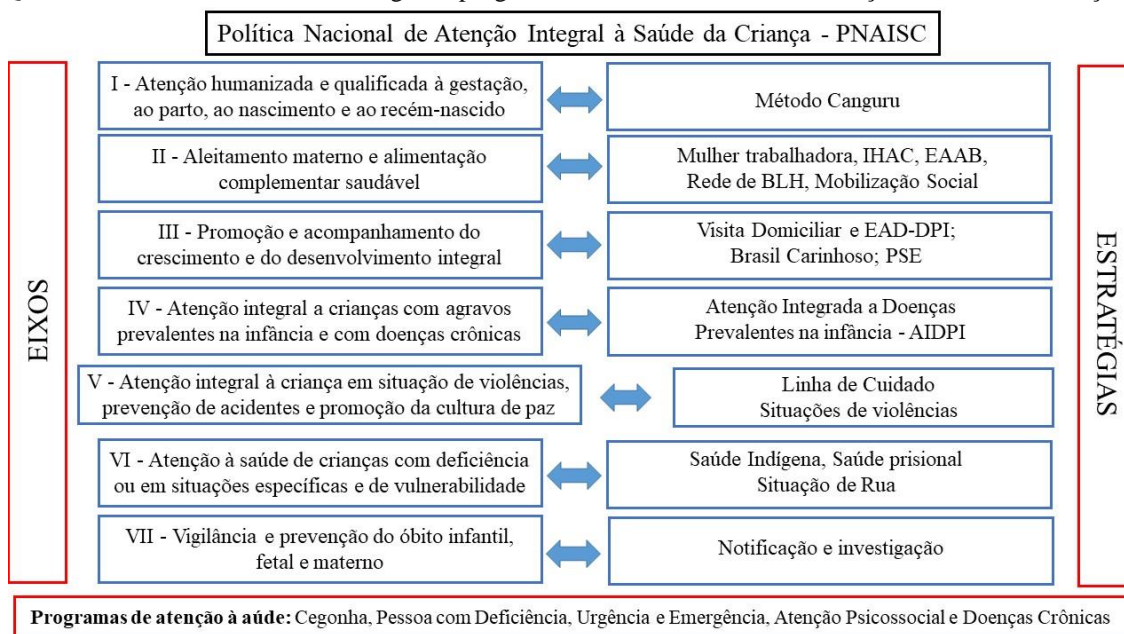 Política Nacional de Atenção Integral à Saúde da Criança - PNAISC
EIXOS
ESTRATÉGIAS
I - Atenção humanizada e qualificada à gestação,
ao parto, ao nascimento e ao recém-nascido
Método Canguru
II - Aleitamento materno e alimentação
complementar saudável
Mulher trabalhadora, IHAC, EAAB,
Rede de BLH, Mobilização Social
III - Promoção e acompanhamento do
crescimento e do desenvolvimento integral
Visita Domiciliar e EAD-DPI;
Brasil Carinhoso; PSE
IV - Atenção integral a crianças com agravos
prevalentes na infância e com doenças crônicas
Atenção Integrada a Doenças
Prevalentes na infância - AIDPI
V - Atenção integral à criança em situação de violências,
prevenção de acidentes e promoção da cultura de paz
Linha de Cuidado
Situações de violências
VI - Atenção à saúde de crianças com deficiência
ou em situações específicas e de vulnerabilidade
Saúde Indígena, Saúde prisional
Situação de Rua
VII - Vigilância e prevenção do óbito infantil,
fetal e materno
Notificação e investigação
Programas de atenção à aúde: Cegonha, Pessoa com Deficiência, Urgência e Emergência, Atenção Psicossocial e Doenças Crônicas